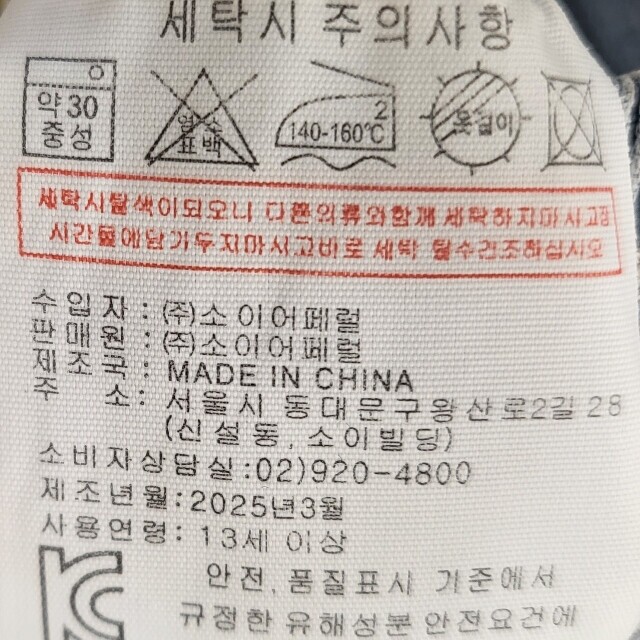 세탁시 주의사항
약30
중성
염소
표백
2
140-160℃
옷걸이
세탁시탈색이되오니 다른의류와함께 세탁하지마시고장
시간물에담가두지마시고바로 세탁 탈수건조하십시오
수 입 자 : ㈜소이어페럴
판 매 원 : ㈜소이어페럴
제 조 국 : MADE IN CHINA
주 소 : 서울시 동대문구왕산로2길 28
(신설동, 소이빌딩)
소비자상담실:02)920-4800
제조년월:2025년3월
사용연령: 13세 이상
안전.품질표시 기준에서
규정한 유해성분 안전요건에